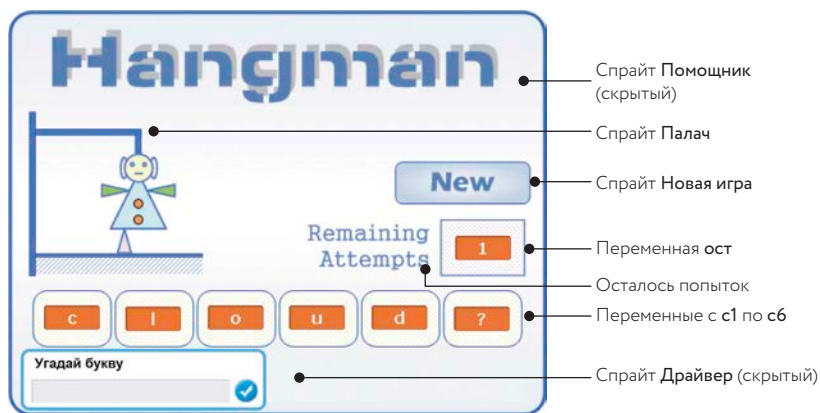 Hangman
Спрайт Помощник
(скрытый)
Спрайт Палач
New
Спрайт Новая игра
Remaining
Attempts
1
Переменная ост
Осталось попыток
c l o u d ?
Переменные с c1 по c6
Угадай букву
Спрайт Драйвер (скрытый)